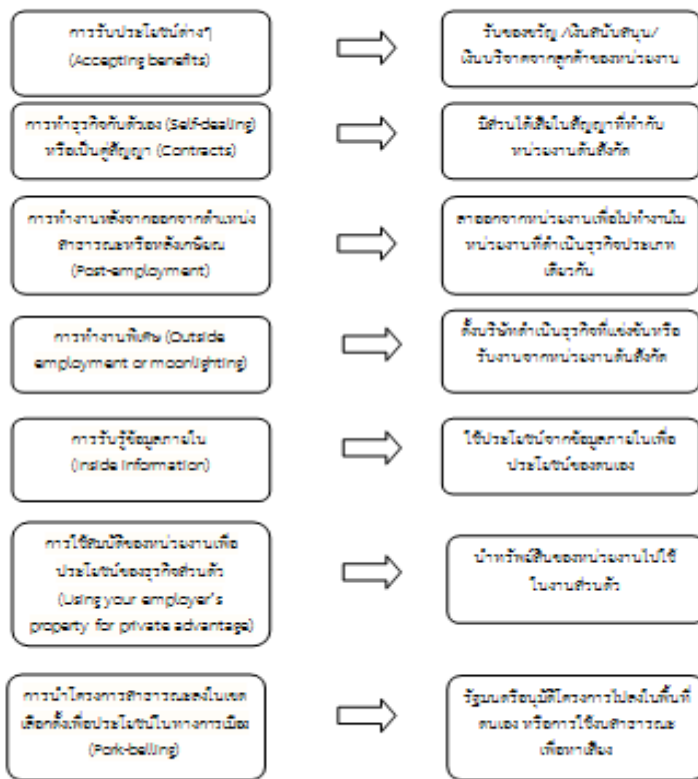 การรับประโยชน์ต่างๆ
(Accepting benefits)
รับของขวัญ /เงินสนับสนุน/
เงินบริจาคจากลูกค้าของหน่วยงาน
การทำธุรกิจกับตัวเอง (Self-dealing)
หรือเป็นคู่สัญญา (Contracts)
มีส่วนได้เสียในสัญญาที่ทำกับ
หน่วยงานต้นสังกัด
การทำงานหลังจากออกจากตำแหน่ง
สาธารณะหรือหลังเกษียณ
(Post-employment)
ลาออกจากหน่วยงานเพื่อไปทำงานใน
หน่วยงานที่ดำเนินธุรกิจประเภท
เดียวกัน
การทำงานพิเศษ (Outside
employment or moonlighting)
ตั้งบริษัทดำเนินธุรกิจที่แข่งขันหรือ
รับงานจากหน่วยงานต้นสังกัด
การรับรู้ข้อมูลภายใน
(Inside information)
ใช้ประโยชน์จากข้อมูลภายในเพื่อ
ประโยชน์ของตนเอง
การใช้สมบัติของหน่วยงานเพื่อ
ประโยชน์ของธุรกิจส่วนตัว
(Using your employer's
property for private advantage)
นำทรัพย์สินของหน่วยงานไปใช้
ในงานส่วนตัว
การนำโครงการสาธารณะลงในเขต
เลือกตั้งเพื่อประโยชน์ในทางการเมือง
(Pork-belling)
รัฐมนตรีอนุมัติโครงการไปลงในพื้นที่
ตนเอง หรือการใช้งบสาธารณะ
เพื่อหาเสียง